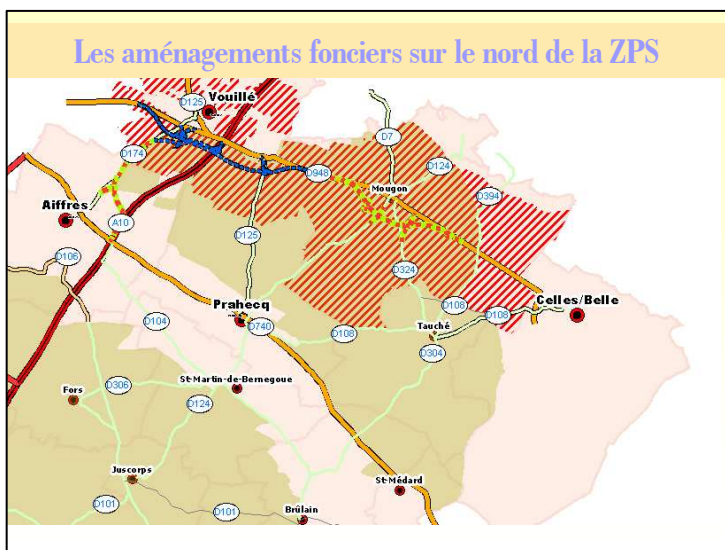 Les aménagements fonciers sur le nord de la ZPS
D125
Vouillé
D174
D7
D124
D948
Mougon
D394
Aiffres
A10
D125
D106
D324
D108
Celles/Belle
D108
Prahecq
D740
D104
D108
Tauché
D304
D306
St-Martin-de-Bernegoue
Fors
D124
Juscorps
St-Médard
D101
D101
Brûlain